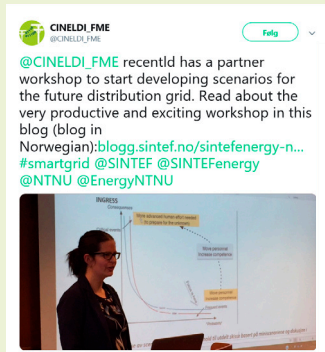 CINELDI_FME
@CINELDI_FME
Følg
@CINELDI_FME recentld has a partner
workshop to start developing scenarios for
the future distribution grid. Read about the
very productive and exciting workshop in this
blog (blog in
Norwegian):blogg.sintef.no/sintefenergy-n...
#smartgrid @SINTEF @SINTEFenergy
@NTNU @EnergyNTNU
INGRESS
Consequences